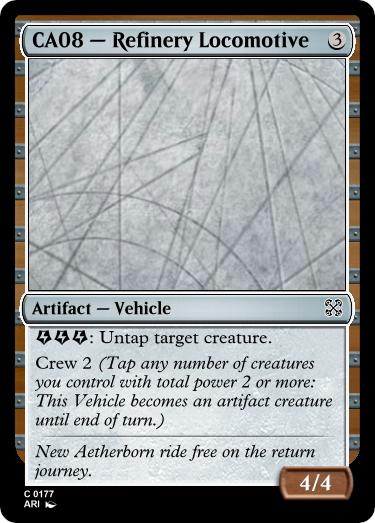 CA08 — Refinery Locomotive 3
Artifact — Vehicle
: Untap target creature.
Crew 2 (Tap any number of creatures
you control with total power 2 or more:
This Vehicle becomes an artifact creature
until end of turn.)
New Aetherborn ride free on the return
journey.
4/4
C 0177
ARI